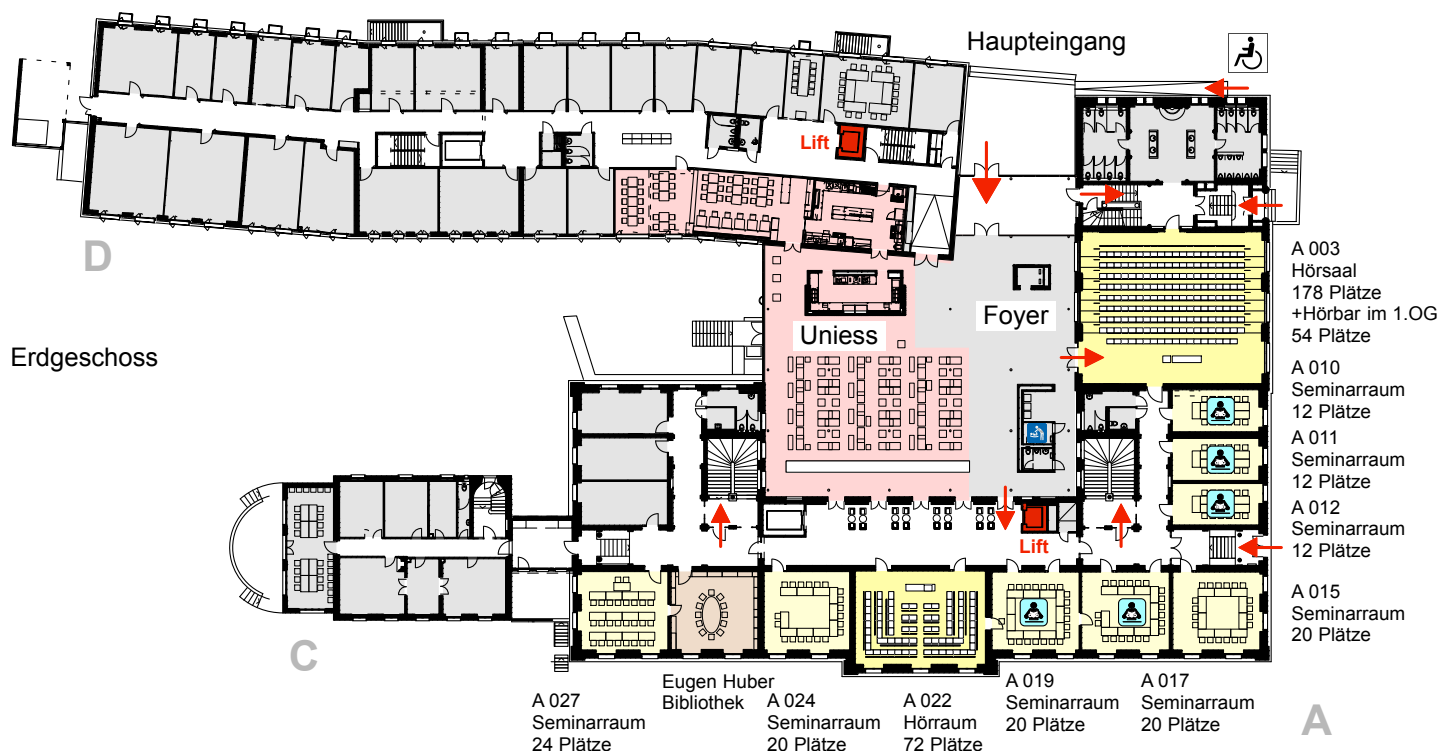 Haupteingang
Lift
D
A 003
Hörsaal
178 Plätze
+Hörbar im 1.OG
54 Plätze
Foyer
Uniess
Erdgeschoss
A 010
Seminarraum
12 Plätze
A 011
Seminarraum
12 Plätze
A 012
Seminarraum
12 Plätze
Lift
A 015
Seminarraum
20 Plätze
C
A 027
Seminarraum
24 Plätze
Eugen Huber
Bibliothek
A 024
Seminarraum
20 Plätze
A 022
Hörraum
72 Plätze
A 019
Seminarraum
20 Plätze
A 017
Seminarraum
20 Plätze
A